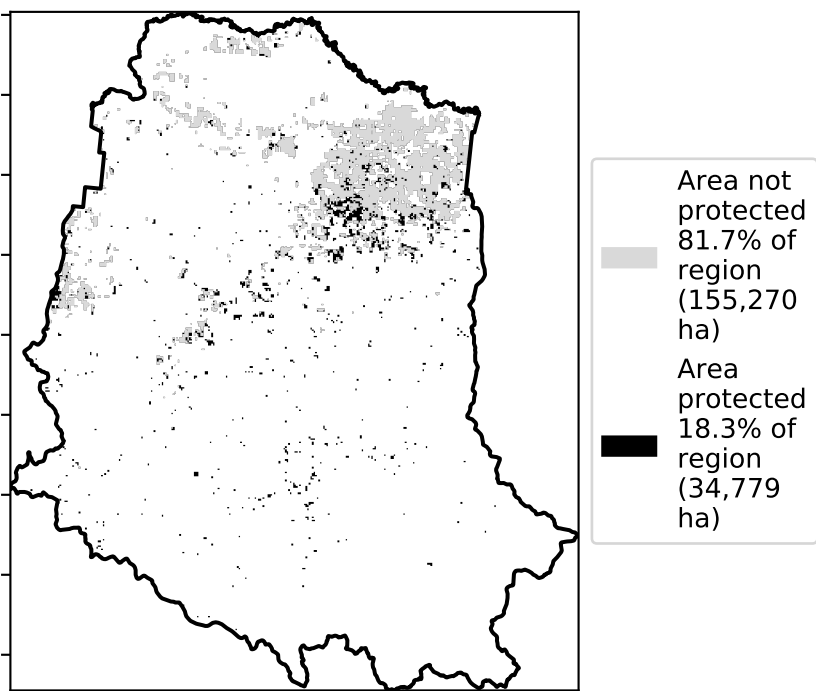 Area not
protected
81.7% of
region
(155,270
ha)
Area
protected
18.3% of
region
(34,779
ha)